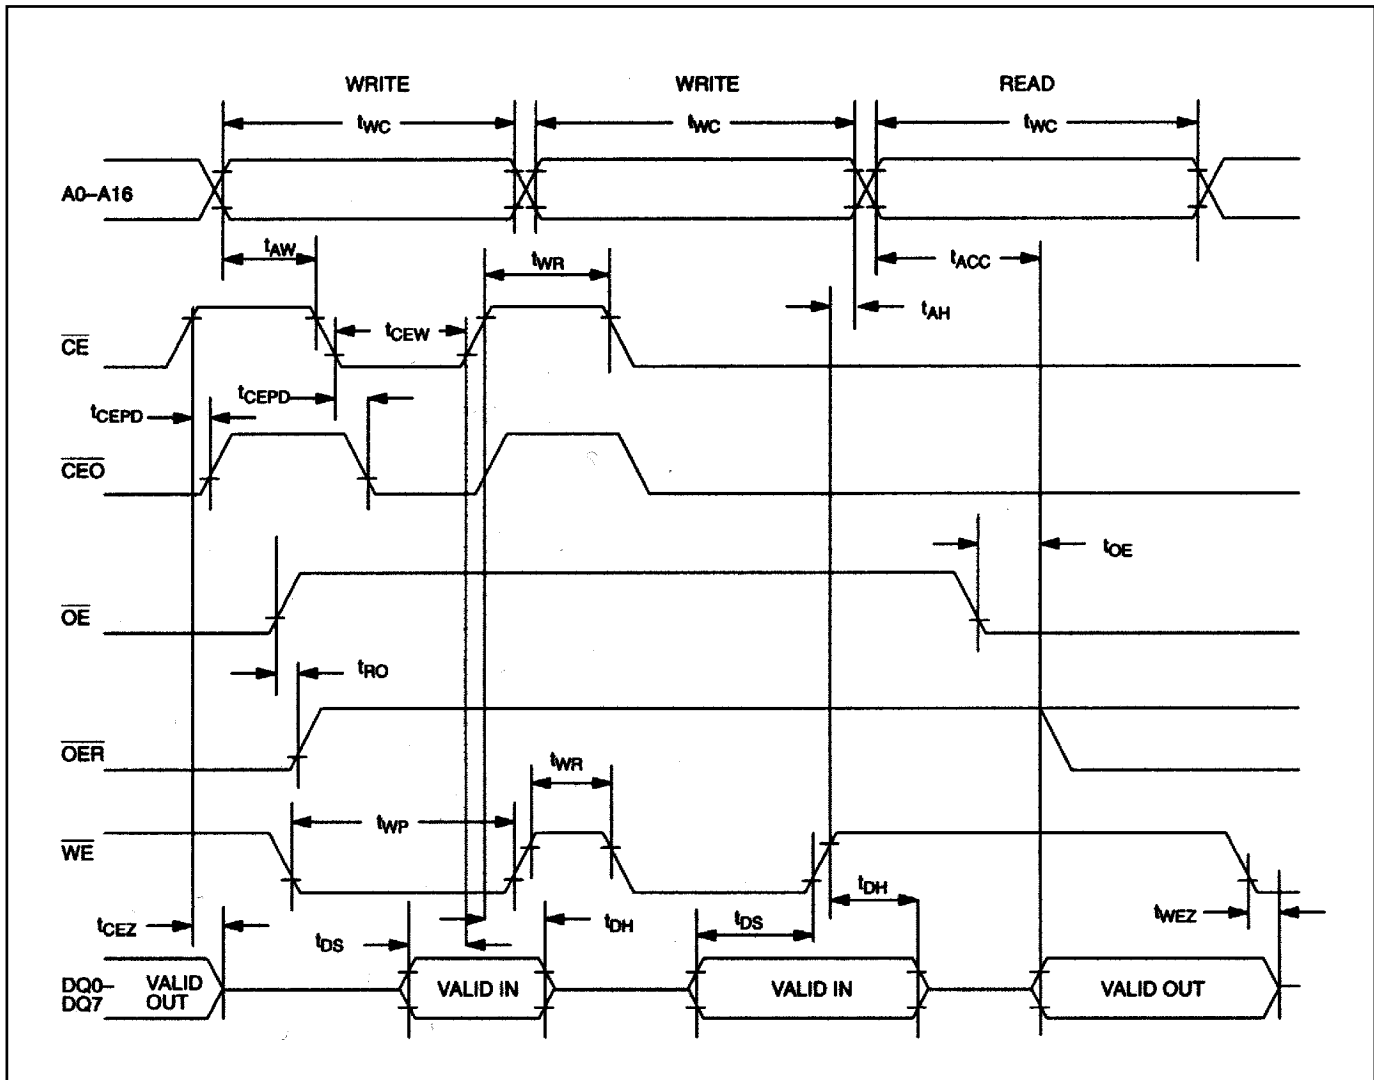 WRITE WRITE READ
tWC tWC tWC
A0–A16
tAW tWR tACC
tAH
CE tCEW
tCEPD tCEPD
CEO
tOE
OE
tRO
OER
tWR
tWP
WE
tDH
tCEZ tDS tDH tDS tWEZ
DQ0–
DQ7
VALID
OUT
VALID IN VALID IN VALID OUT